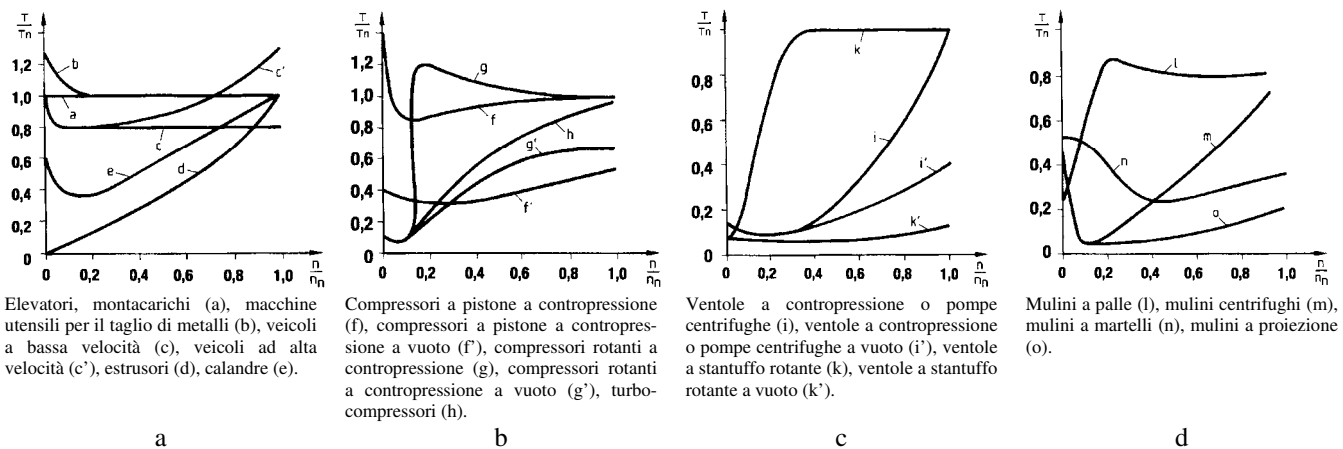 T
Tn
1,2
1,0
0,8
0,6
0,4
0,2
0
0
0,2
0,4
0,6
0,8
1,0
n
nn
b
a
c'
c
e
d
Elevatori, montacarichi (a), macchine
utensili per il taglio di metalli (b), veicoli
a bassa velocità (c), veicoli ad alta
velocità (c’), estrusori (d), calandre (e).
a
T
Tn
1,2
1,0
0,8
0,6
0,4
0,2
0
0
0,2
0,4
0,6
0,8
1,0
n
nn
g
f
h
g'
f'
Compressori a pistone a contropressione
(f), compressori a pistone a contropres-
sione a vuoto (f’), compressori rotanti a
contropressione (g), compressori rotanti
a contropressione a vuoto (g’), turbo-
compressori (h).
b
T
Tn
0,8
0,6
0,4
0,2
0
0
0,2
0,4
0,6
0,8
1,0
n
nn
k
i
i'
k'
Ventole a contropressione o pompe
centrifughe (i), ventole a contropressione
o pompe centrifughe a vuoto (i’), ventole
a stantuffo rotante (k), ventole a stantuffo
rotante a vuoto (k’).
c
T
Tn
1,0
0,8
0,6
0,4
0,2
0
0
0,2
0,4
0,6
0,8
1,0
n
nn
l
m
n
o
Mulini a palle (l), mulini centrifughi (m),
mulini a martelli (n), mulini a proiezione
(o).
d